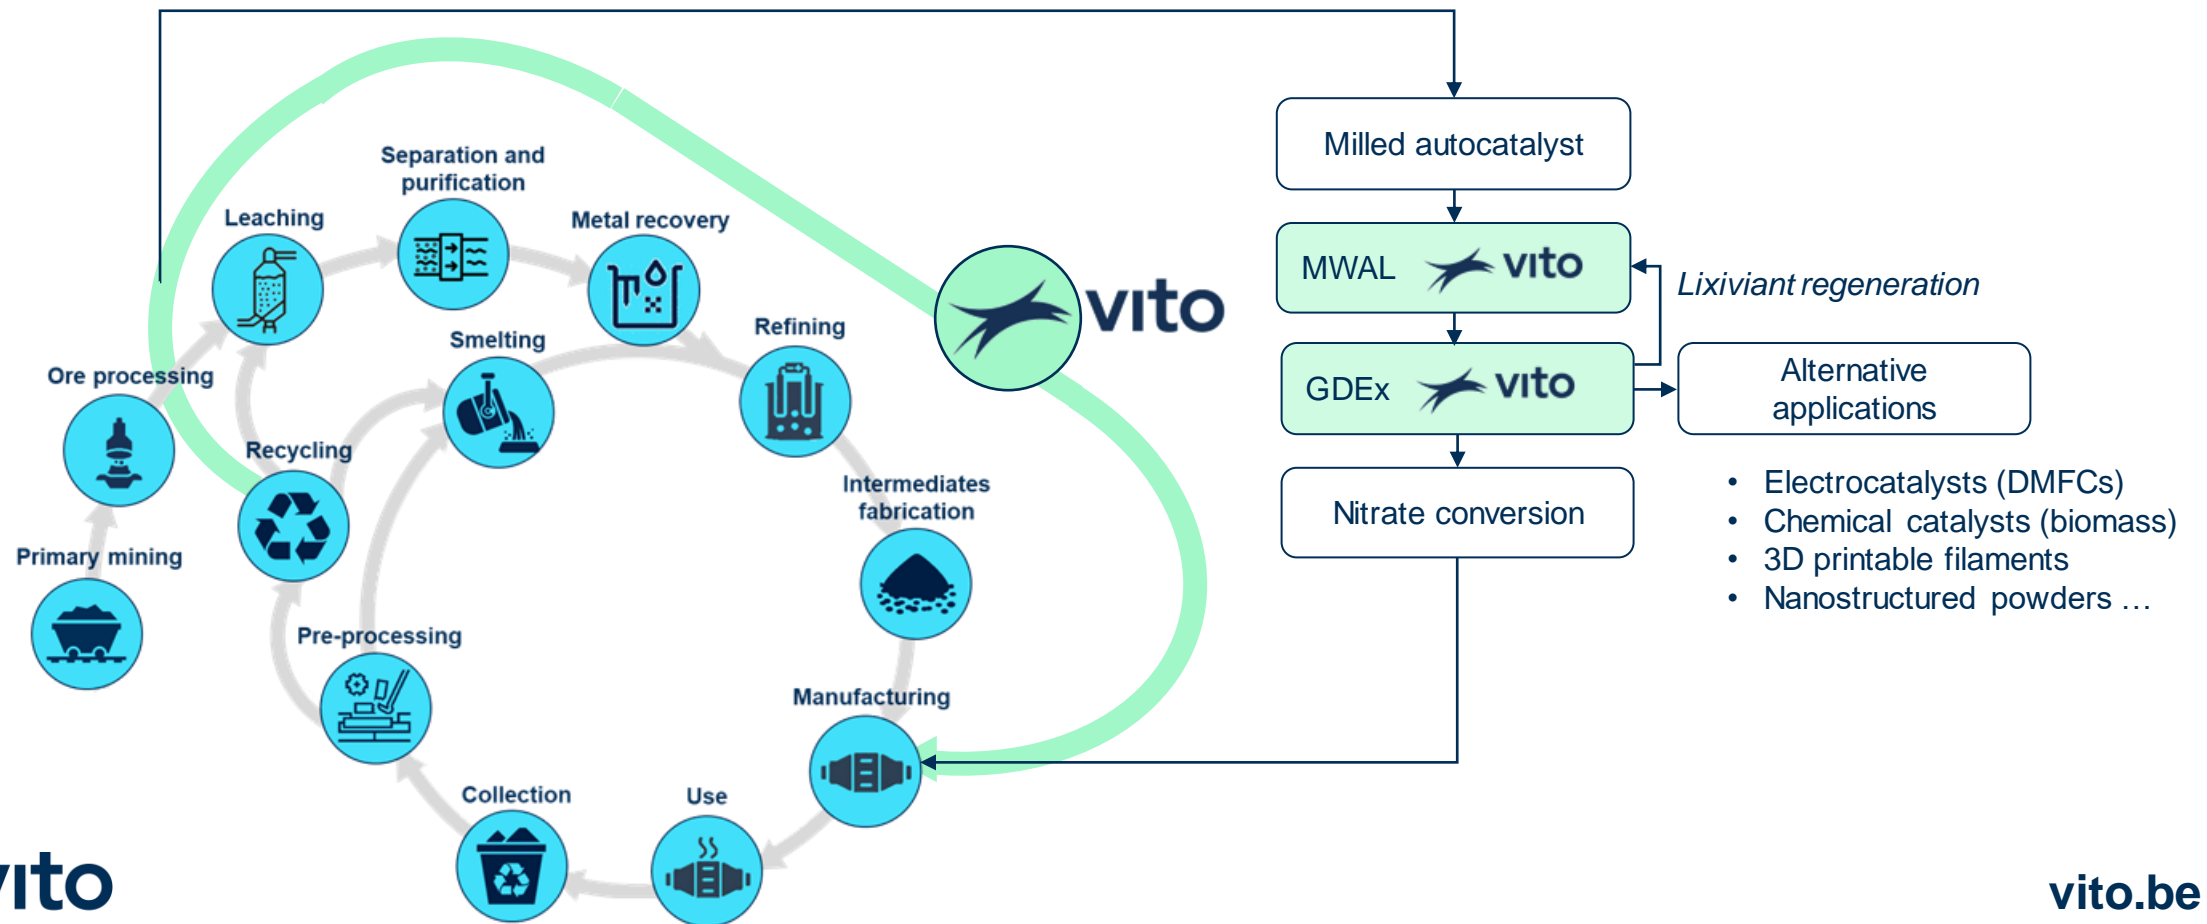 Separation and
purification
Leaching
Metal recovery
Smelting
Refining
Ore processing
Recycling
Intermediates
fabrication
Primary mining
Pre-processing
Manufacturing
Collection
Use
vito
Milled autocatalyst
MWAL vito
Lixiviant regeneration
GDEx vito
Alternative
applications
Nitrate conversion
• Electrocatalysts (DMFCs)
• Chemical catalysts (biomass)
• 3D printable filaments
• Nanostructured powders …
vito
vito.be